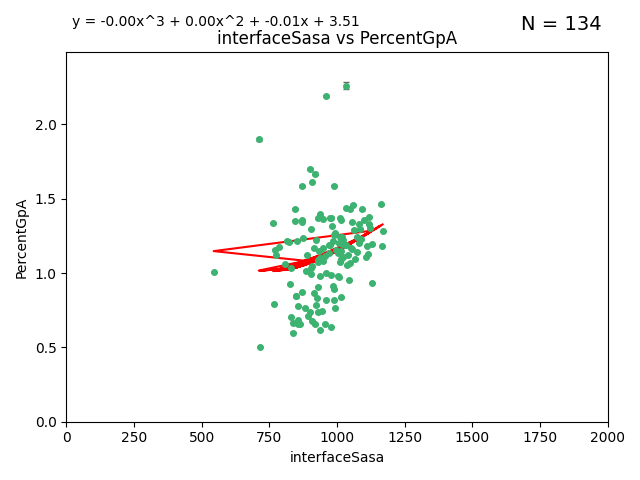 y = -0.00x^3 + 0.00x^2 + -0.01x + 3.51
N = 134
interfaceSasa vs PercentGpA
PercentGpA
2.0
1.5
1.0
0.5
0.0
0 250 500 750 1000 1250 1500 1750 2000
interfaceSasa